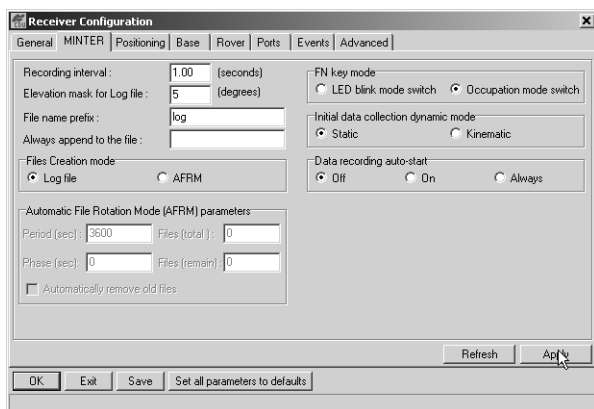 Receiver Configuration
General MINTER Positioning Base Rover Ports Events Advanced
Recording interval : 1.00 (seconds)
Elevation mask for Log file : 5 (degrees)
File name prefix : log
Always append to the file :
Files Creation mode
Log file AFRM
Automatic File Rotation Mode (AFRM) parameters
Period (sec) : 3600 Files (total ) : 0
Phase (sec): 0 Files (remain) : 0
Automatically remove old files
FN key mode
LED blink mode switch Occupation mode switch
Initial data collection dynamic mode
Static Kinematic
Data recording auto-start
Off On Always
Refresh Apply
OK Exit Save Set all parameters to defaults